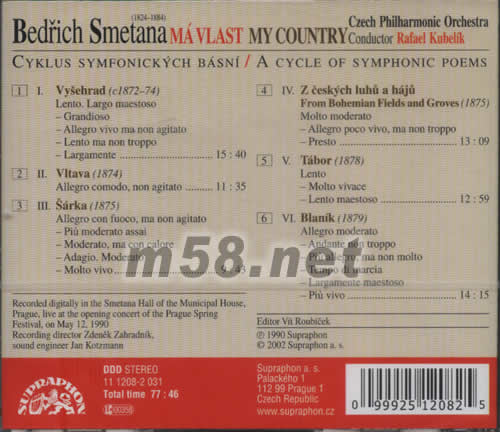 (1824–1884)
Bedřich Smetana MÁ VLAST MY COUNTRY
Czech Philharmonic Orchestra
Conductor Rafael Kubelík
CYKLUS SYMFONICKÝCH BÁSNÍ / A CYCLE OF SYMPHONIC POEMS
1 I. Vyšehrad (c1872-74)
Lento. Largo maestoso
– Grandioso
– Allegro vivo ma non agitato
– Lento ma non troppo
– Largamente 15 : 40
2 II. Vltava (1874)
Allegro comodo, non agitato 11 : 35
3 III. Šárka (1875)
Allegro con fuoco, ma non agitato
– Più moderato assai
– Moderato, ma con calore
– Adagio. Moderato
– Molto vivo 9 : 43
4 IV. Z českých luhů a hájů
From Bohemian Fields and Groves (1875)
Molto moderato
– Allegro poco vivo, ma non troppo
– Presto 13 : 09
5 V. Tábor (1878)
Lento
– Molto vivace
– Lento maestoso 12 : 59
6 VI. Blaník (1879)
Allegro moderato
– Andante non troppo
– Più allegro, ma non molto
– Tempo di marcia
– Largamente maestoso
– Più vivo 14 : 15
m58.net
Recorded digitally in the Smetana Hall of the Municipal House,
Prague, live at the opening concert of the Prague Spring
Festival, on May 12, 1990
Recording director Zdeněk Zahradník,
sound engineer Jan Kotzmann
Editor Vít Roubíček
℗ 1990 Supraphon
© 2002 Supraphon a. s.
SUPRAPHON
DDD STEREO
11 1208-2 031
Total time 77 : 46
LC 00358
Supraphon a. s.
Palackého 1
112 99 Prague 1
Czech Republic
www.supraphon.cz
0 99925 12082 5